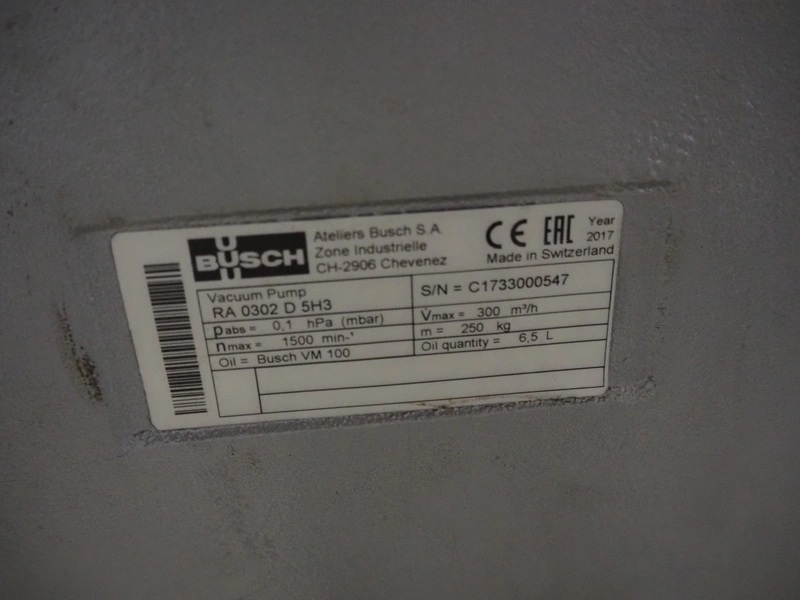 BUSCH
Ateliers Busch S.A.
Zone Industrielle
CH-2906 Chevenez
CE EAC Year
2017
Made in Switzerland
Vacuum Pump
RA 0302 D 5H3
S/N = C1733000547
pabs = 0,1 hPa (mbar)
V̇max = 300 m³/h
nmax = 1500 min-¹
m = 250 kg
Oil = Busch VM 100
Oil quantity = 6,5 L